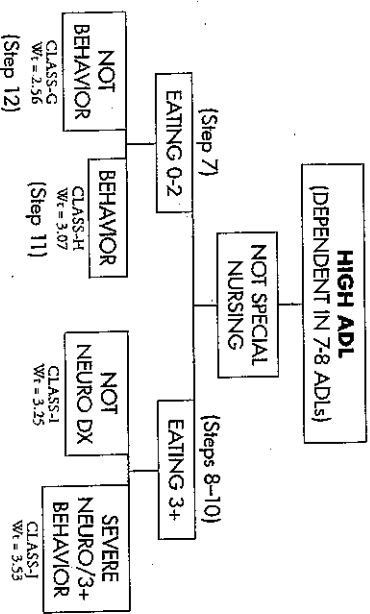 HIGH ADL
(DEPENDENT IN 7-8 ADLs)
NOT SPECIAL
NURSING
(Step 7)
EATING 0-2
(Steps 8–10)
EATING 3+
NOT
BEHAVIOR
CLASS-G
Wt = 2.56
(Step 12)
BEHAVIOR
CLASS-H
Wt = 3.07
(Step 11)
NOT
NEURO DX
CLASS-I
Wt = 3.25
SEVERE
NEURO/3+
BEHAVIOR
CLASS-J
Wt = 3.53